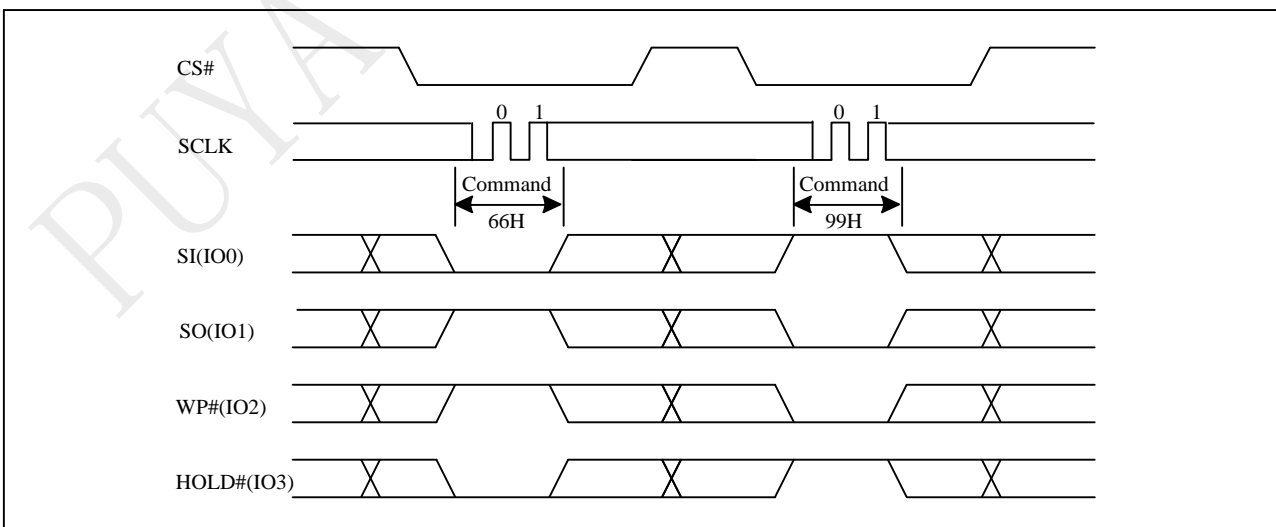 PUYA
CS#
0 1 0 1
SCLK
Command Command
66H 99H
SI(IO0)
SO(IO1)
WP#(IO2)
HOLD#(IO3)